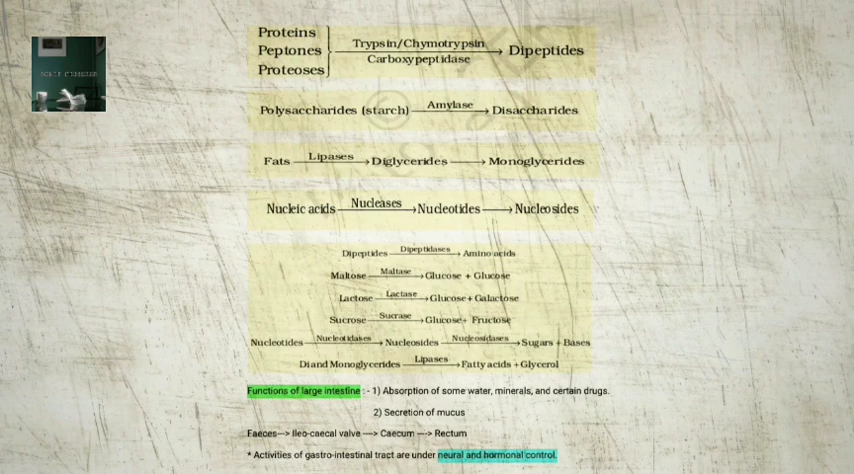 Proteins
Peptones
Proteoses
Trypsin/Chymotrypsin
Carboxypeptidase
Dipeptides
Polysaccharides (starch) Amylase Disaccharides
Fats Lipases Diglycerides Monoglycerides
Nucleic acids Nucleases Nucleotides Nucleosides
Dipeptides Dipeptidases Amino acids
Maltose Maltase Glucose + Glucose
Lactose Lactase Glucose + Galactose
Sucrose Sucrase Glucose + Fructose
Nucleotides Nucleotidases Nucleosides Nucleosidases Sugars + Bases
Di and Monoglycerides Lipases Fatty acids + Glycerol
Functions of large intestine : - 1) Absorption of some water, minerals, and certain drugs.
2) Secretion of mucus
Faeces---> Ileo-caecal valve ---> Caecum ---> Rectum
* Activities of gastro-intestinal tract are under neural and hormonal control.